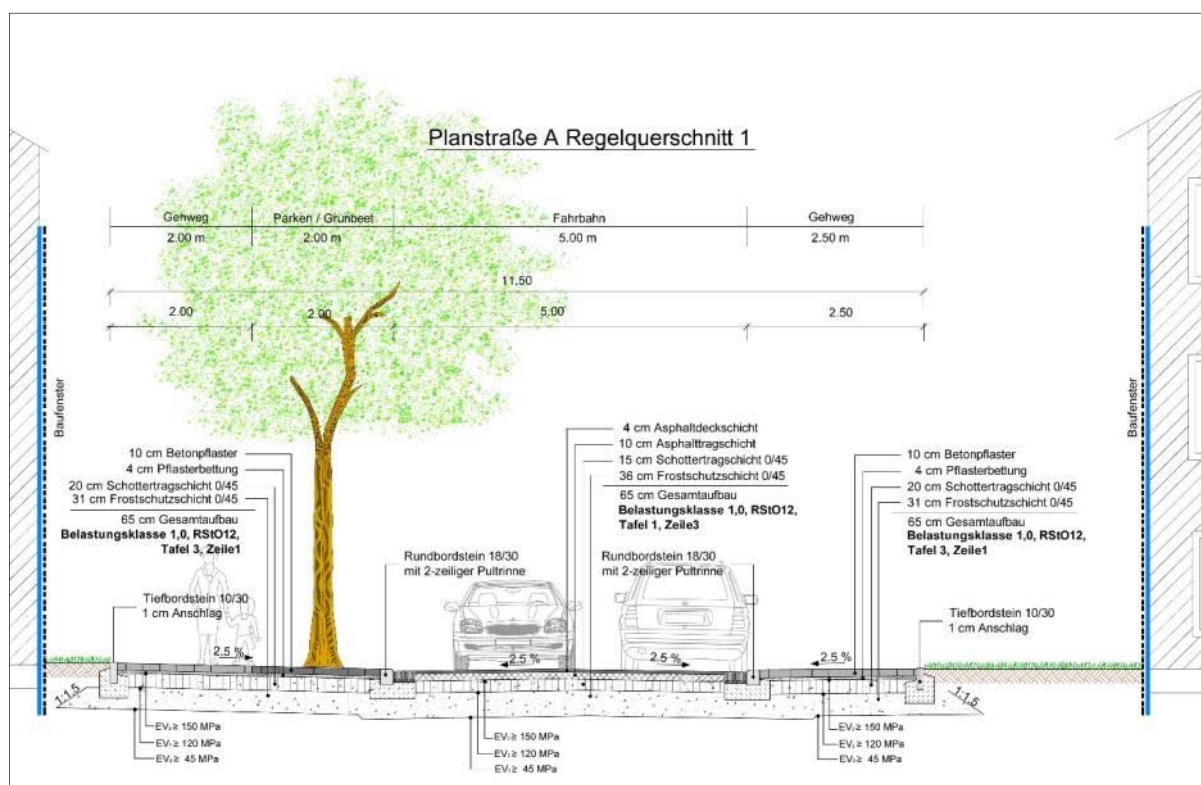 Planstraße A Regelquerschnitt 1
Gehweg
Parken / Grünbeet
Fahrbahn
Gehweg
2.00 m
2.00 m
5.00 m
2.50 m
11.50
2.00
2.00
5.00
2.50
Baufenster
Baufenster
10 cm Betonpflaster
4 cm Pflasterbettung
20 cm Schottertragschicht 0/45
31 cm Frostschutzschicht 0/45
65 cm Gesamtaufbau
Belastungsklasse 1,0, RStO12,
Tafel 3, Zeile1
4 cm Asphaltdeckschicht
10 cm Asphalttragschicht
15 cm Schottertragschicht 0/45
36 cm Frostschutzschicht 0/45
65 cm Gesamtaufbau
Belastungsklasse 1,0, RStO12,
Tafel 1, Zeile3
10 cm Betonpflaster
4 cm Pflasterbettung
20 cm Schottertragschicht 0/45
31 cm Frostschutzschicht 0/45
65 cm Gesamtaufbau
Belastungsklasse 1,0, RStO12,
Tafel 3, Zeile1
Rundbordstein 18/30
mit 2-zeiliger Pultrinne
Rundbordstein 18/30
mit 2-zeiliger Pultrinne
Tiefbordstein 10/30
1 cm Anschlag
Tiefbordstein 10/30
1 cm Anschlag
2.5 %
2.5 %
2.5 %
2.5 %
1:1.5
1:1.5
EV₂ ≥ 150 MPa
EV₂ ≥ 120 MPa
EV₂ ≥ 45 MPa
EV₂ ≥ 150 MPa
EV₂ ≥ 120 MPa
EV₂ ≥ 45 MPa
EV₂ ≥ 150 MPa
EV₂ ≥ 120 MPa
EV₂ ≥ 45 MPa